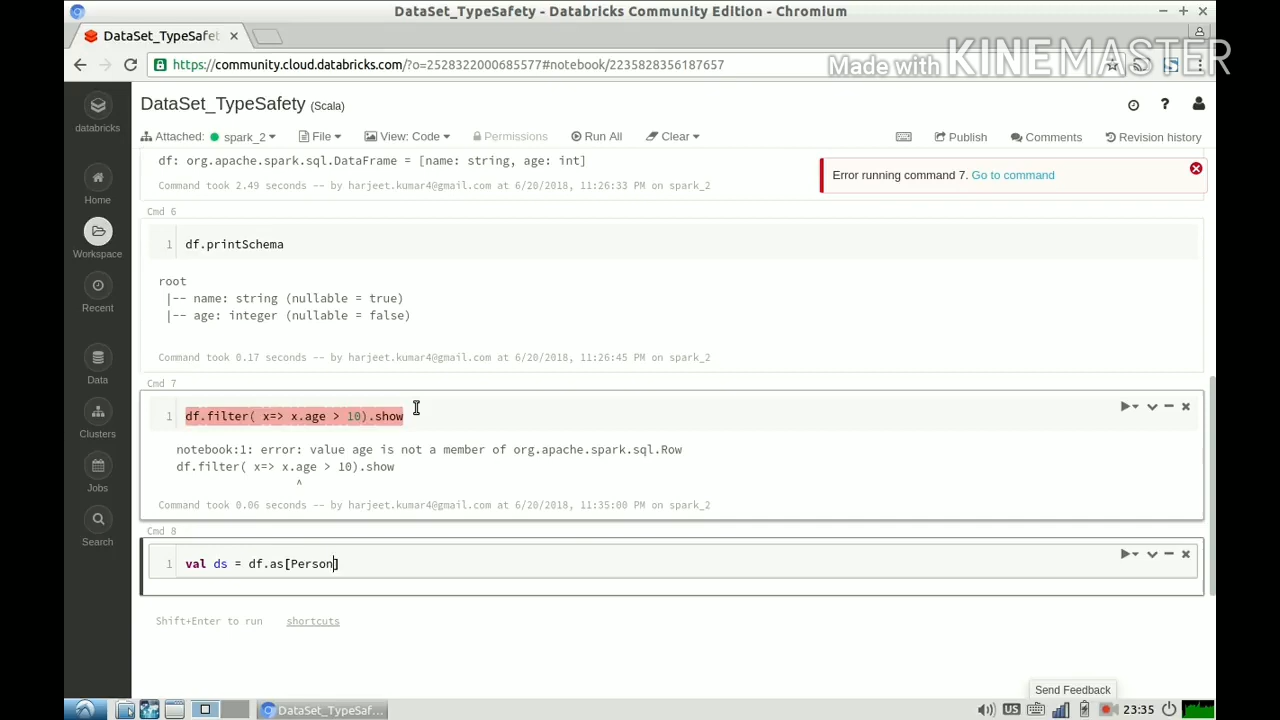 DataSet_TypeSafety - Databricks Community Edition - Chromium
DataSet_TypeSafet
https://community.cloud.databricks.com/?o=2528322000685577#notebook/2235828356187657
Made with KINEMASTER
databricks
Home
Workspace
Recent
Data
Clusters
Jobs
Search
DataSet_TypeSafety (Scala)
Attached: spark_2 File View: Code Permissions Run All Clear Publish Comments Revision history
df: org.apache.spark.sql.DataFrame = [name: string, age: int]
Command took 2.49 seconds -- by harjeet.kumar4@gmail.com at 6/20/2018, 11:26:33 PM on spark_2
Error running command 7. Go to command
Cmd 6
1 df.printSchema
root
|-- name: string (nullable = true)
|-- age: integer (nullable = false)
Command took 0.17 seconds -- by harjeet.kumar4@gmail.com at 6/20/2018, 11:26:45 PM on spark_2
Cmd 7
1 df.filter( x=> x.age > 10).show
notebook:1: error: value age is not a member of org.apache.spark.sql.Row
df.filter( x=> x.age > 10).show
^
Command took 0.06 seconds -- by harjeet.kumar4@gmail.com at 6/20/2018, 11:35:00 PM on spark_2
Cmd 8
1 val ds = df.as[Person]
Shift+Enter to run shortcuts
Send Feedback
DataSet_TypeSaf...
US
23:35